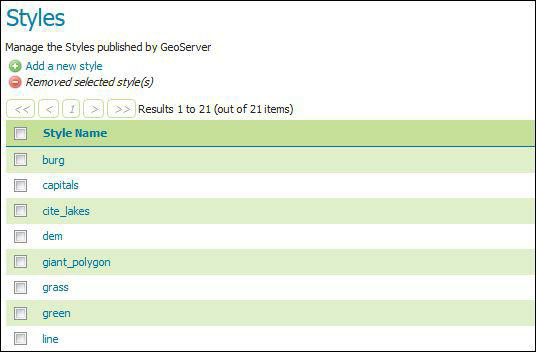 Styles
Manage the Styles published by GeoServer
Add a new style
Removed selected style(s)
<< < 1 > >> Results 1 to 21 (out of 21 items)
Style Name
burg
capitals
cite_lakes
dem
giant_polygon
grass
green
line